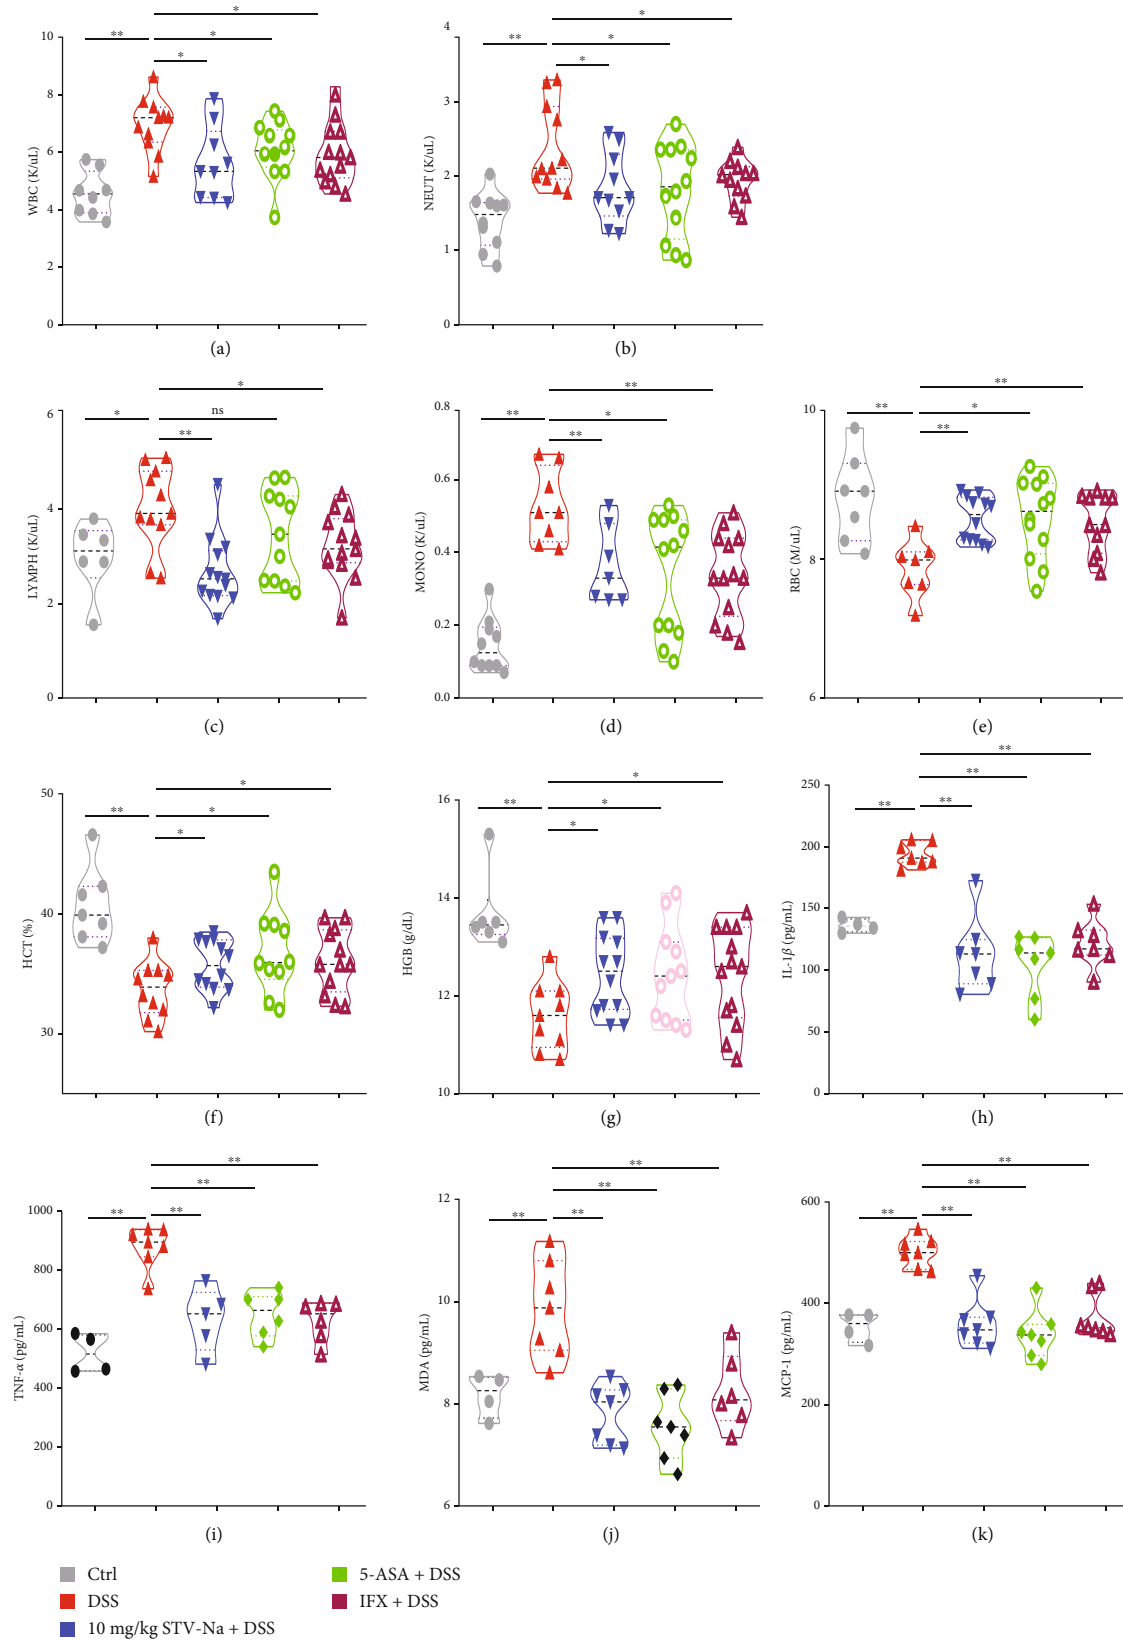 * 
** *
*
10
8
6
4
2
0
WBC (K/uL)
(a)
*
** *
*
4
3
2
1
0
NEUT (K/uL)
(b)
*
* ns
**
6
4
2
0
LYMPH (K/uL)
(c)
**
** *
**
0.8
0.6
0.4
0.2
0.0
MONO (K/uL)
(d)
**
** *
**
10
8
6
RBC (M/uL)
(e)
*
** *
*
50
40
30
HCT (%)
(f)
*
** *
*
16
14
12
10
HGB (g/dL)
(g)
**
**
** **
250
200
150
100
50
0
IL-1β (pg/mL)
(h)
**
**
** **
1000
800
600
400
200
0
TNF-α (pg/mL)
(i)
**
**
** **
12
10
8
6
MDA (pg/mL)
(j)
**
**
** **
600
400
200
0
MCP-1 (pg/mL)
(k)
Ctrl
DSS
10 mg/kg STV-Na + DSS
5-ASA + DSS
IFX + DSS